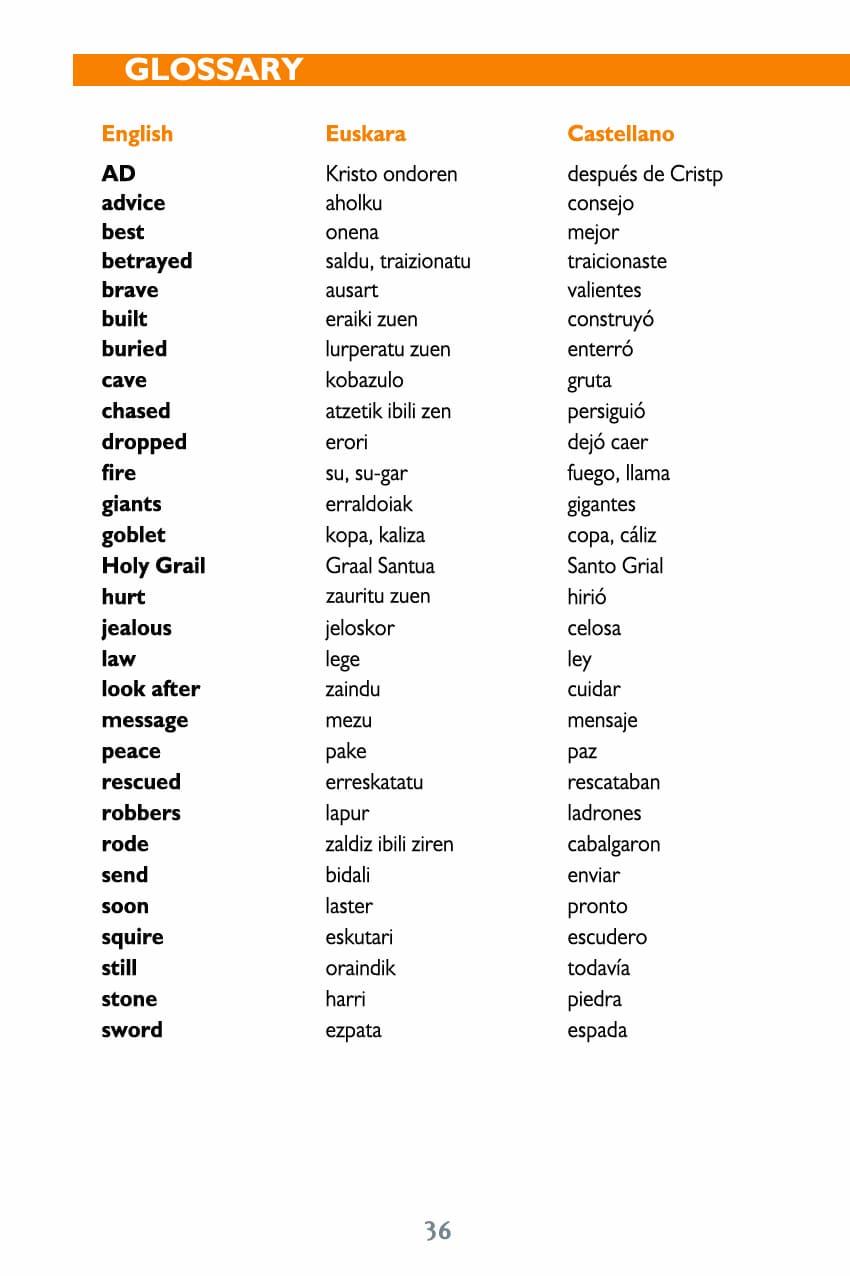 GLOSSARY
English Euskara Castellano
AD Kristo ondoren después de Cristp
advice aholku consejo
best onena mejor
betrayed saldu, traizionatu traicionaste
brave ausart valientes
built eraiki zuen construyó
buried lurperatu zuen enterró
cave kobazulo gruta
chased atzetik ibili zen persiguió
dropped erori dejó caer
fire su, su-gar fuego, llama
giants erraldoiak gigantes
goblet kopa, kaliza copa, cáliz
Holy Grail Graal Santua Santo Grial
hurt zauritu zuen hirió
jealous jeloskor celosa
law lege ley
look after zaindu cuidar
message mezu mensaje
peace pake paz
rescued erreskatatu rescataban
robbers lapur ladrones
rode zaldiz ibili ziren cabalgaron
send bidali enviar
soon laster pronto
squire eskutari escudero
still oraindik todavía
stone harri piedra
sword ezpata espada
36